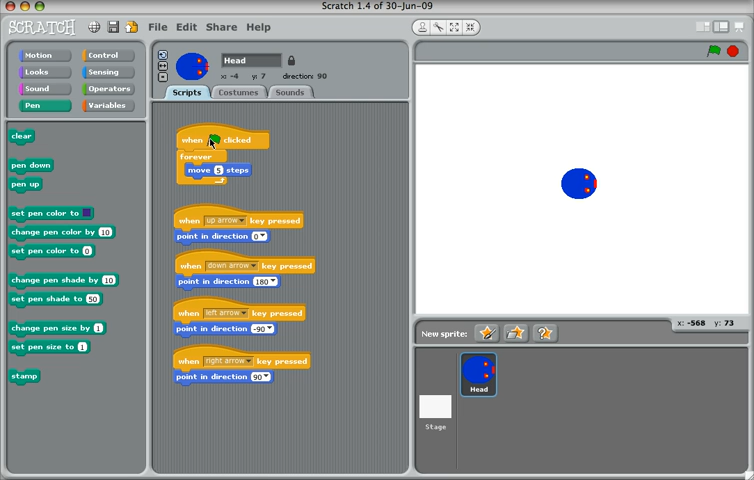 Scratch 1.4 of 30-Jun-09
SCRATCH File Edit Share Help
Motion Control
Looks Sensing
Sound Operators
Pen Variables
clear
pen down
pen up
set pen color to
change pen color by 10
set pen color to 0
change pen shade by 10
set pen shade to 50
change pen size by 1
set pen size to 1
stamp
Head
x: -4 y: 7 direction: 90
Scripts Costumes Sounds
when clicked
forever
move 5 steps
when up arrow key pressed
point in direction 0
when down arrow key pressed
point in direction 180
when left arrow key pressed
point in direction -90
when right arrow key pressed
point in direction 90
x: -568 y: 73
New sprite:
Head
Stage